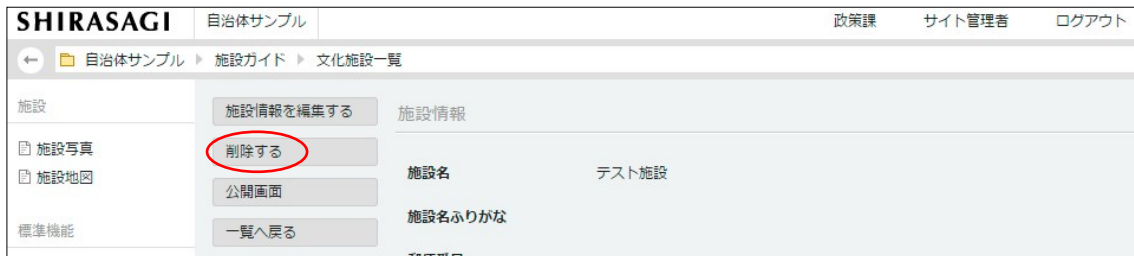 SHIRASAGI 自治体サンプル 政策課 サイト管理者 ログアウト
自治体サンプル 施設ガイド 文化施設一覧
施設
施設写真
施設地図
標準機能
施設情報を編集する
削除する
公開画面
一覧へ戻る
施設情報
施設名 テスト施設
施設名ふりがな